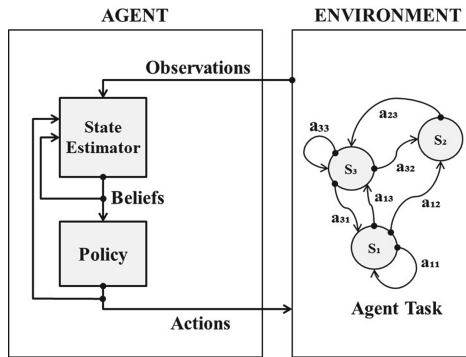 AGENT
ENVIRONMENT
Observations
State
Estimator
Beliefs
Policy
Actions
a₂₃
a₃₃
S₂
S₃
a₃₂
a₁₃
a₁₂
a₃₁
S₁
a₁₁
Agent Task